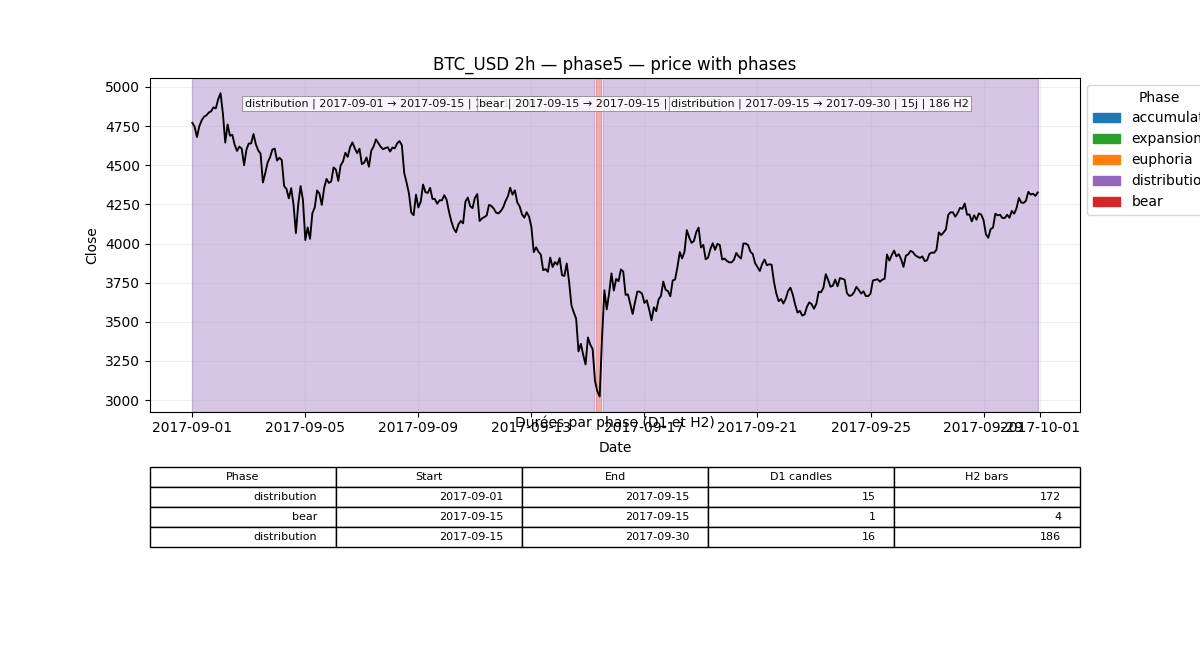 BTC_USD 2h — phase5 — price with phases
distribution | 2017-09-01 → 2017-09-15 |
bear | 2017-09-15 → 2017-09-15 |
distribution | 2017-09-15 → 2017-09-30 | 15j | 186 H2
Phase
accumulat
expansion
euphoria
distributio
bear
Close
5000
4750
4500
4250
4000
3750
3500
3250
3000
2017-09-01 2017-09-05 2017-09-09 2017-09-13 2017-09-17 2017-09-21 2017-09-25 2017-09-29 2017-10-01
Durées par phase (D1 et H2)
Date
Phase Start End D1 candles H2 bars
distribution 2017-09-01 2017-09-15 15 172
bear 2017-09-15 2017-09-15 1 4
distribution 2017-09-15 2017-09-30 16 186